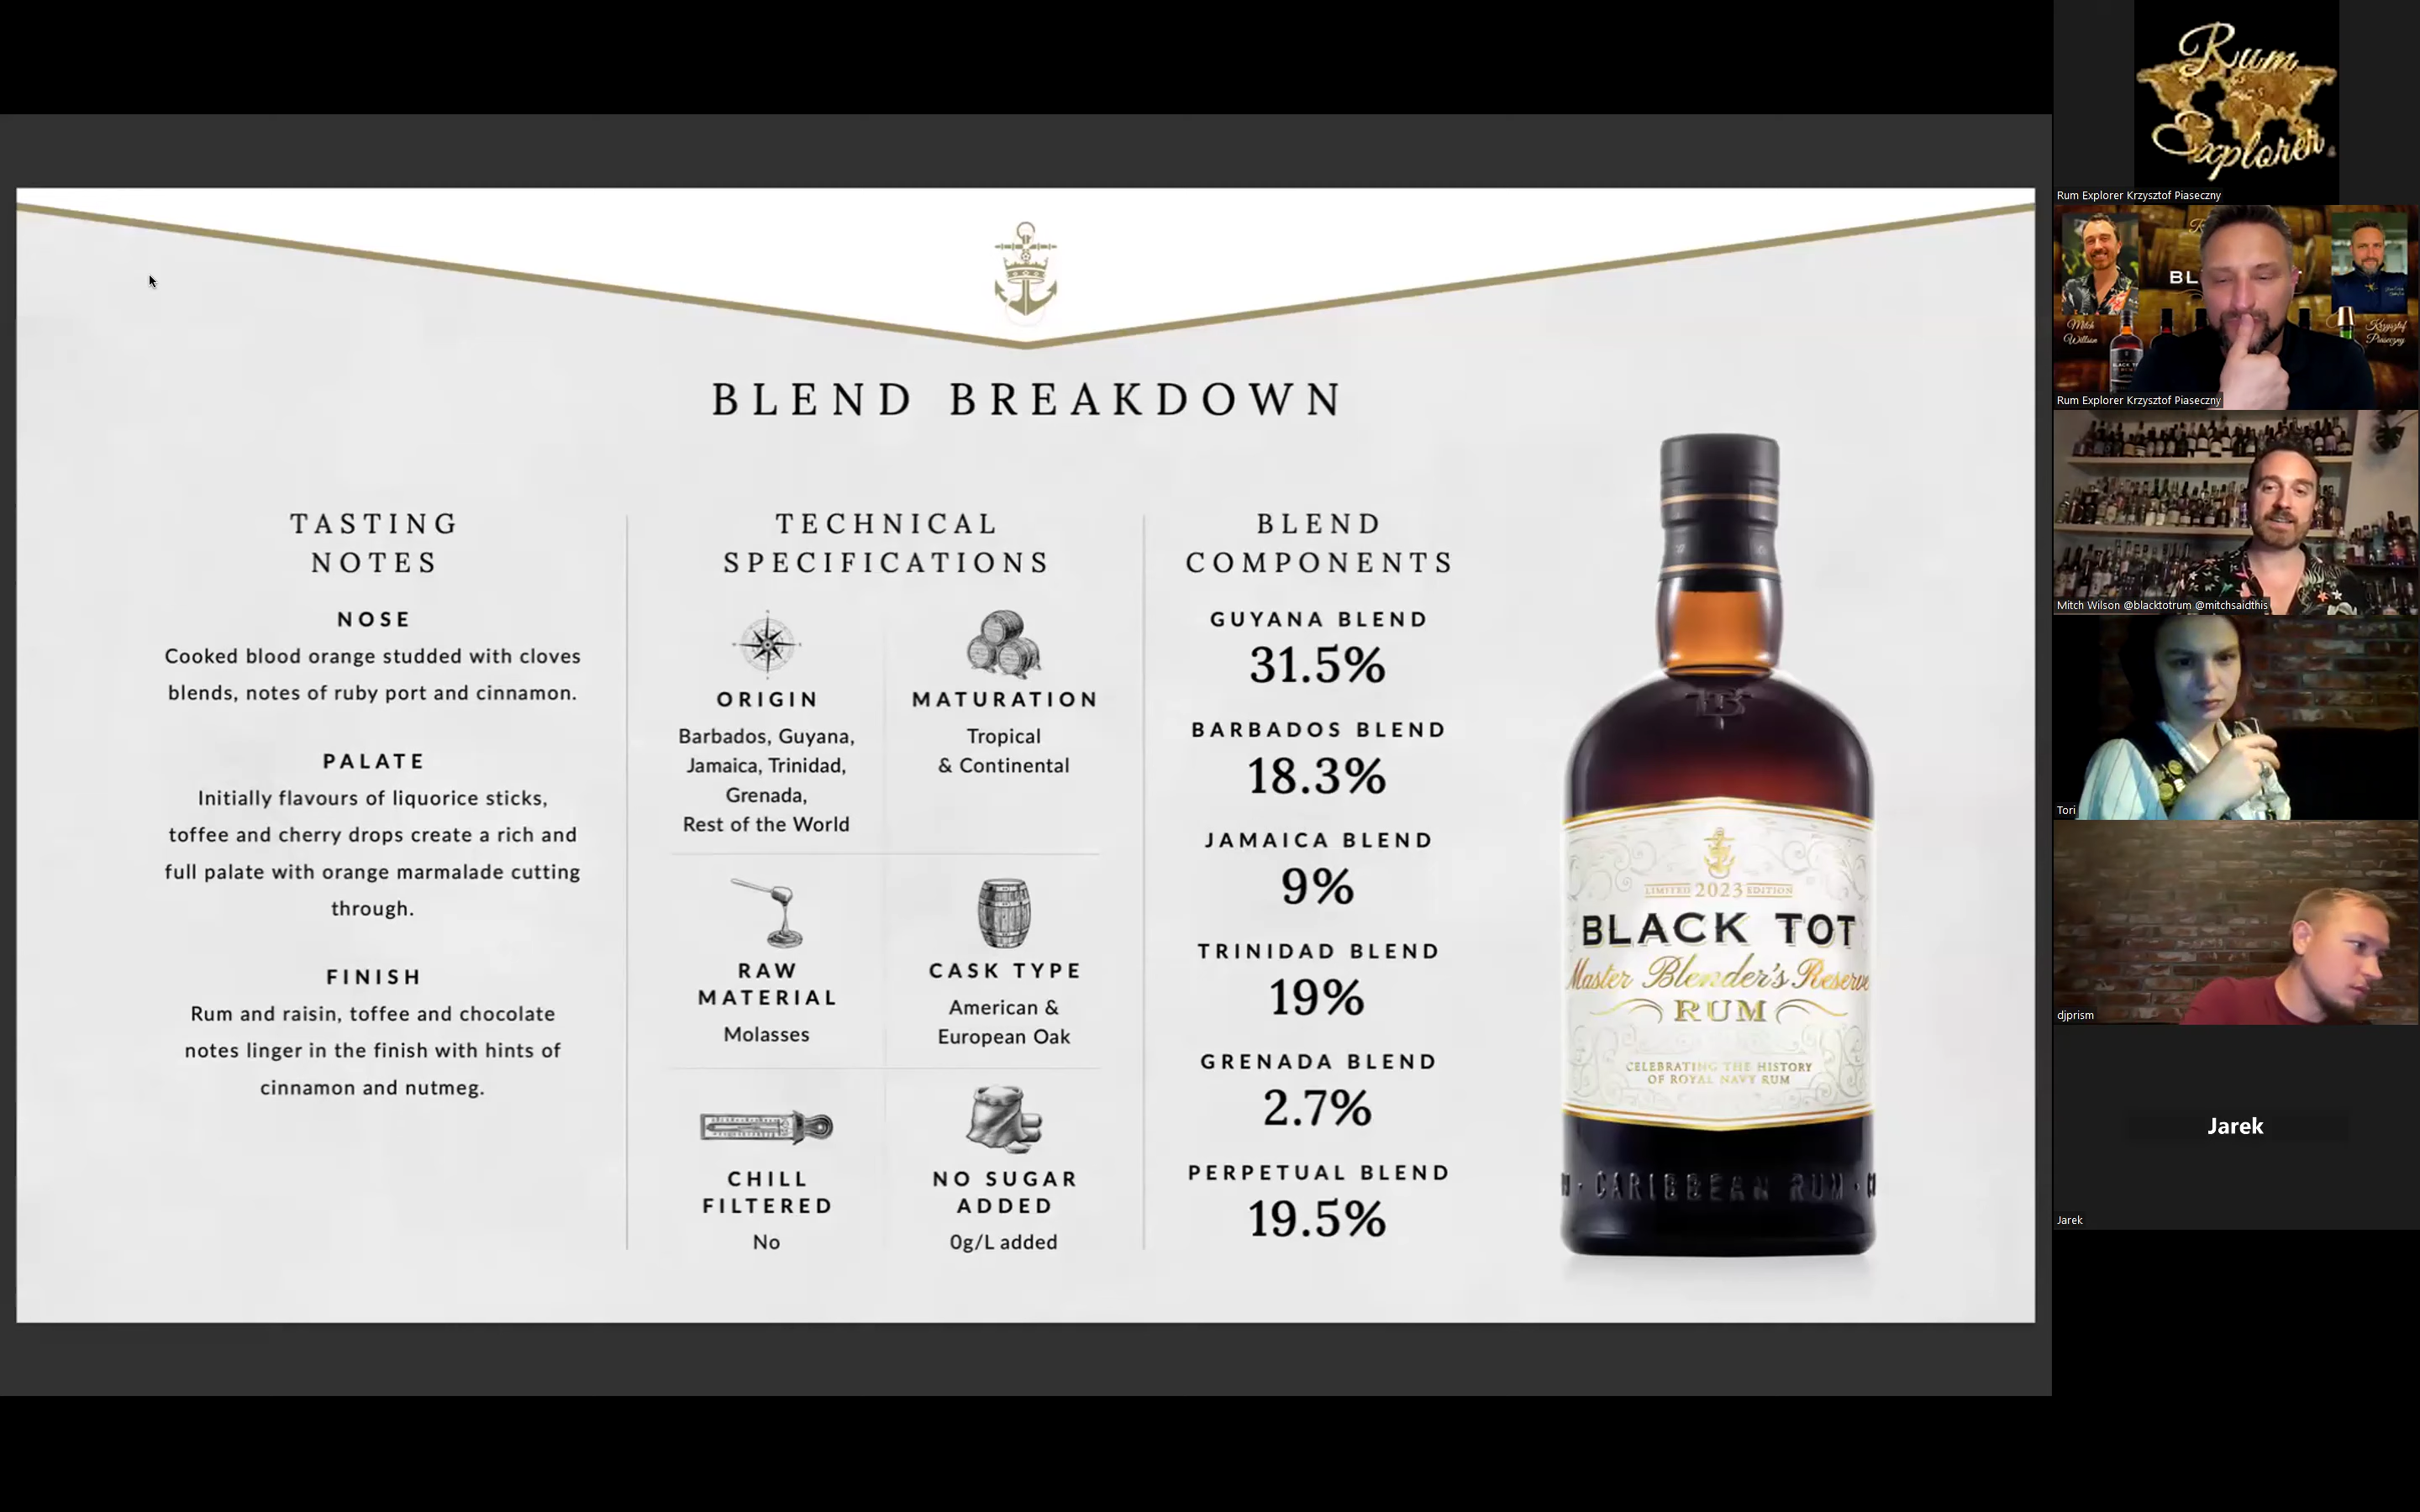 BLEND BREAKDOWN
TASTING
NOTES
NOSE
Cooked blood orange studded with cloves
blends, notes of ruby port and cinnamon.
PALATE
Initially flavours of liquorice sticks,
toffee and cherry drops create a rich and
full palate with orange marmalade cutting
through.
FINISH
Rum and raisin, toffee and chocolate
notes linger in the finish with hints of
cinnamon and nutmeg.
TECHNICAL
SPECIFICATIONS
ORIGIN
Barbados, Guyana,
Jamaica, Trinidad,
Grenada,
Rest of the World
MATURATION
Tropical
& Continental
RAW
MATERIAL
Molasses
CASK TYPE
American &
European Oak
CHILL
FILTERED
No
NO SUGAR
ADDED
0g/L added
BLEND
COMPONENTS
GUYANA BLEND
31.5%
BARBADOS BLEND
18.3%
JAMAICA BLEND
9%
TRINIDAD BLEND
19%
GRENADA BLEND
2.7%
PERPETUAL BLEND
19.5%
LIMITED 2023 EDITION
BLACK TOT
Master Blender's Reserve
RUM
CELEBRATING THE HISTORY
OF ROYAL NAVY RUM
CARIBBEAN RUM
Rum
Explorer
Rum Explorer Krzysztof Piaseczny
BL
Mitch
Willson
Krzysztof
Piaseczny
Rum Explorer Krzysztof Piaseczny
Mitch Wilson @blacktotrum @mitchsaidthis
Tori
djprism
Jarek
Jarek